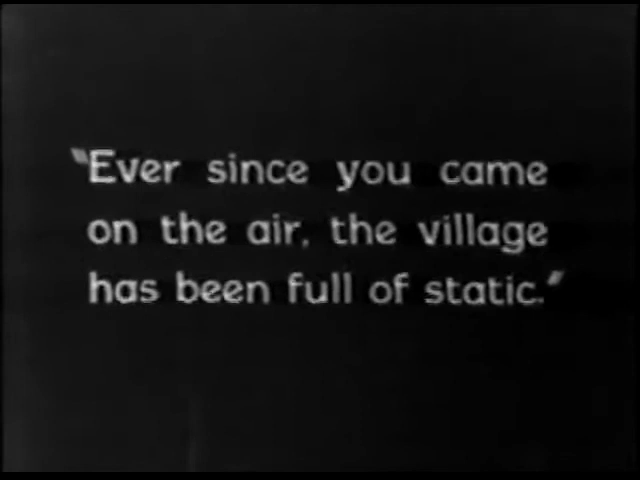 "Ever since you came
on the air, the village
has been full of static."